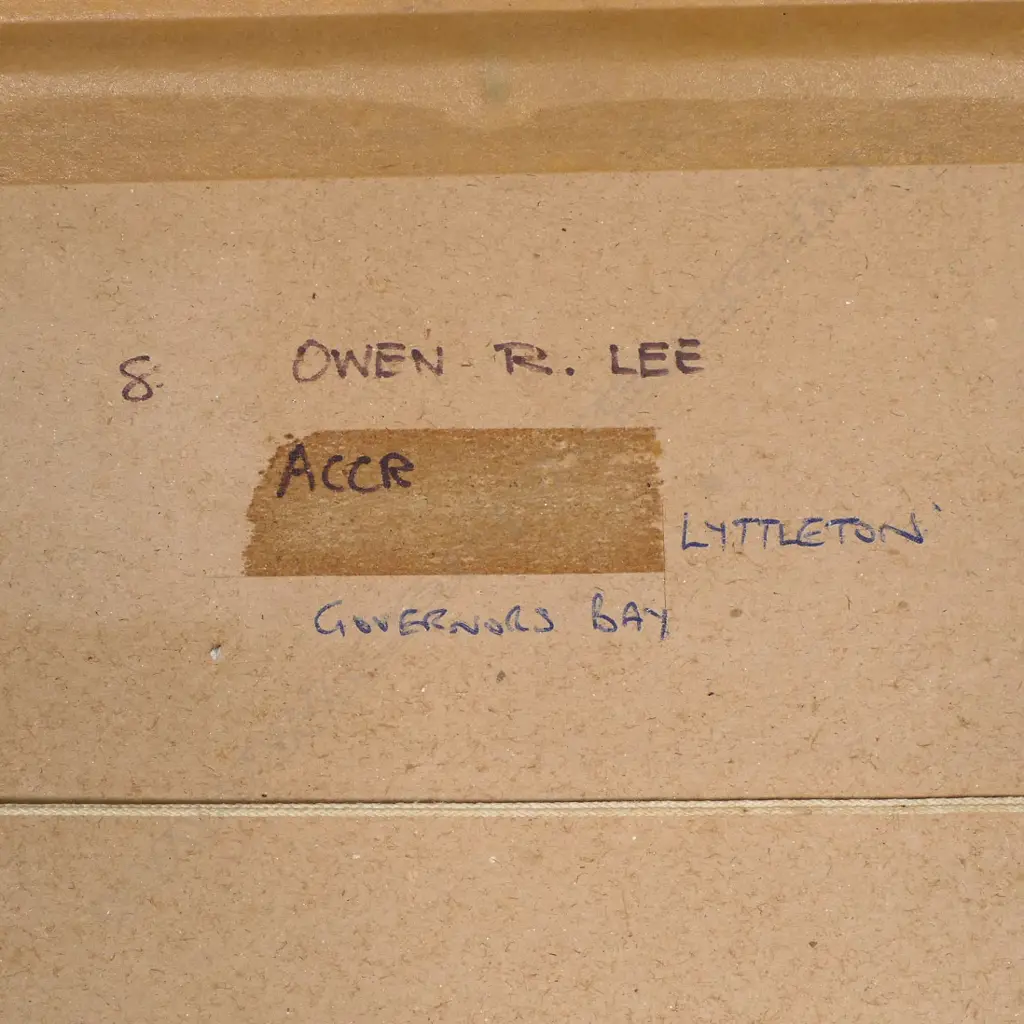 8. OWEN R. LEE
ACCR
LYTTLETON'
GOVERNORS BAY